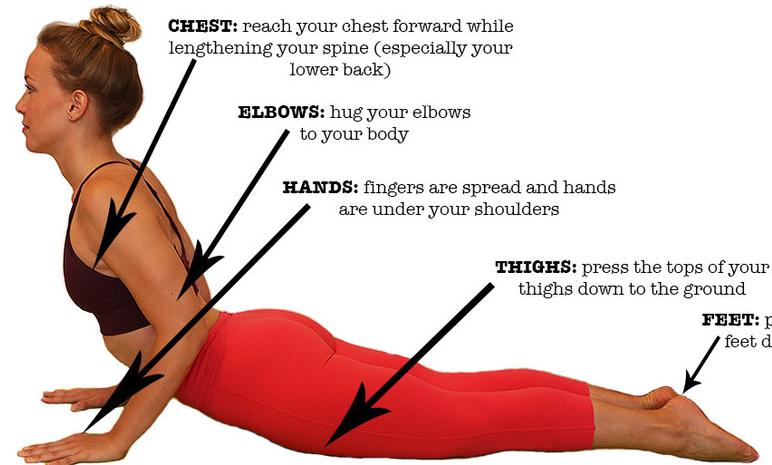 CHEST: reach your chest forward while
lengthening your spine (especially your
lower back)
ELBOWS: hug your elbows
to your body
HANDS: fingers are spread and hands
are under your shoulders
THIGHS: press the tops of your
thighs down to the ground
FEET:
feet